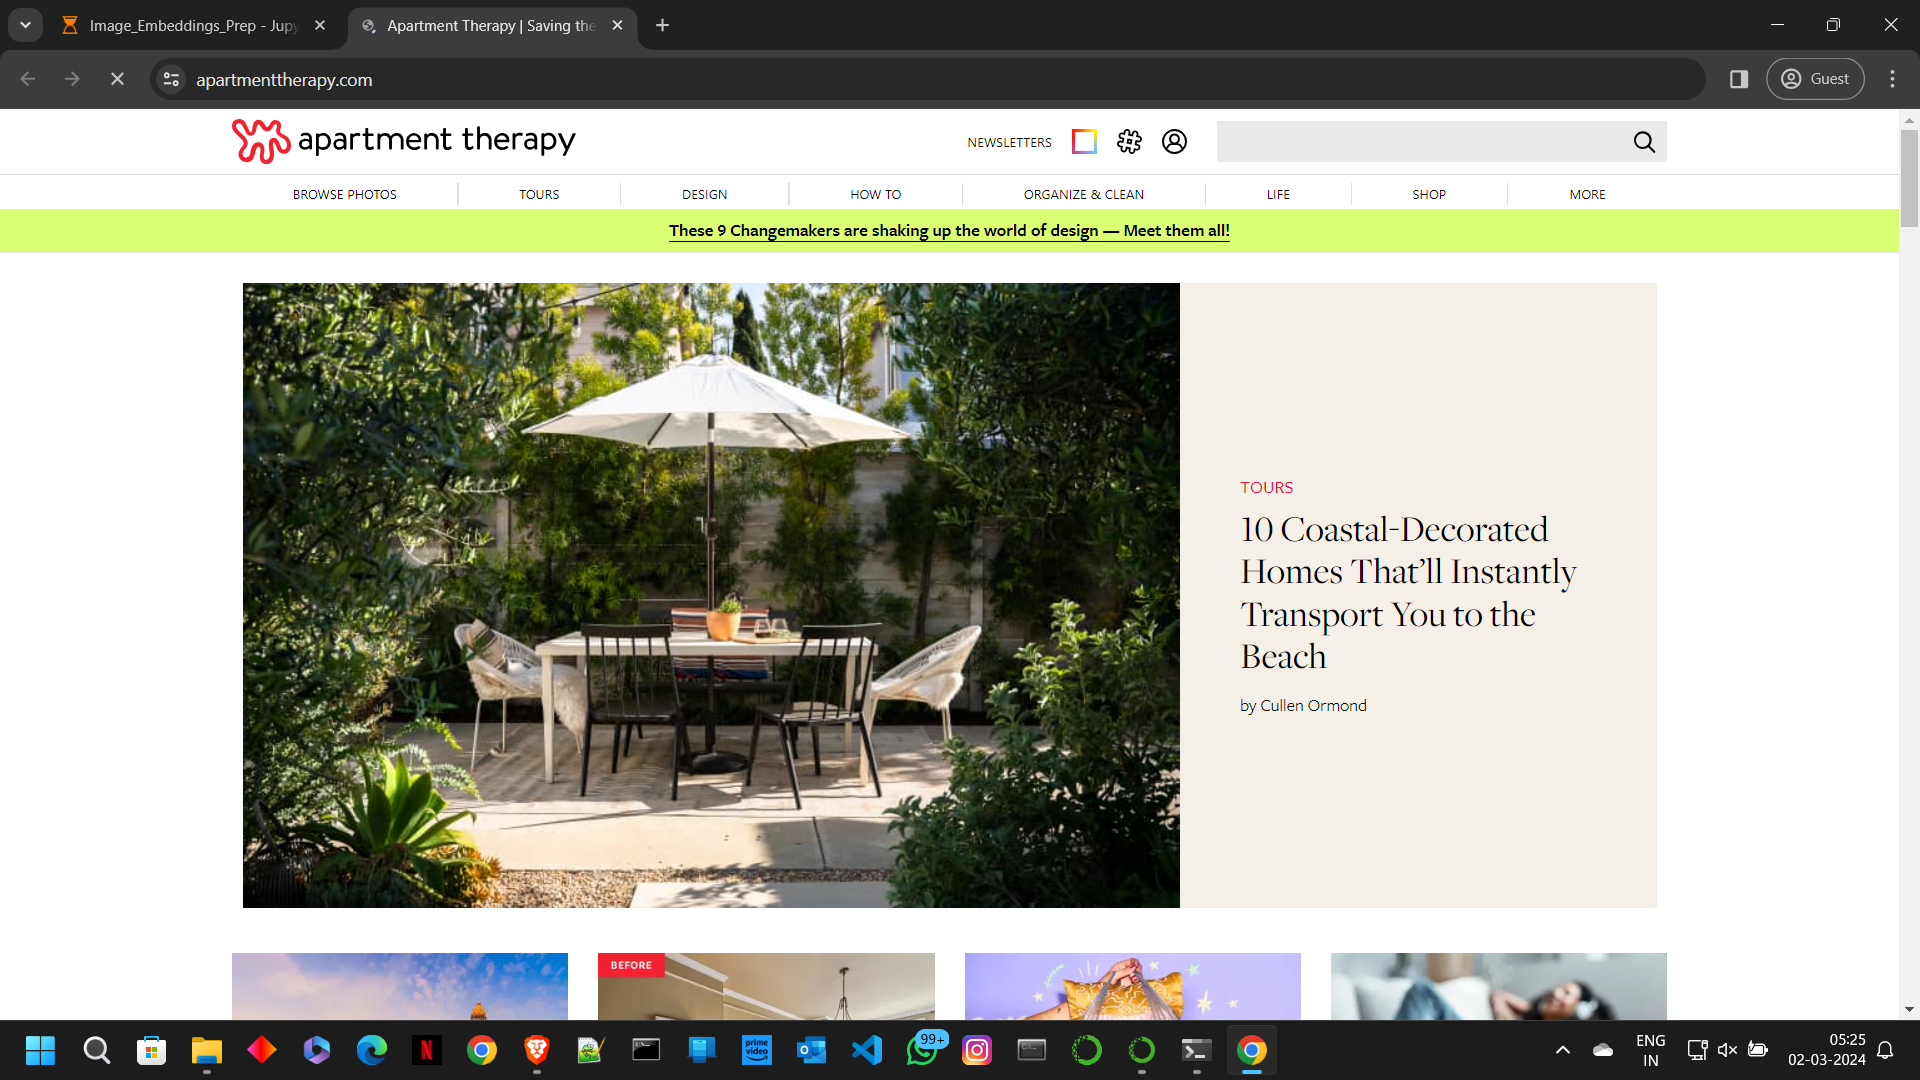 Image_Embeddings_Prep - Jup
Apartment Therapy | Saving the
apartmenttherapy.com
Guest
apartment therapy
NEWSLETTERS
BROWSE PHOTOS
TOURS
DESIGN
HOW TO
ORGANIZE & CLEAN
LIFE
SHOP
MORE
These 9 Changemakers are shaking up the world of design — Meet them all!
TOURS
10 Coastal-Decorated
Homes That’ll Instantly
Transport You to the
Beach
by Cullen Ormond
BEFORE
N
prime
video
99+
ENG
IN
05:25
02-03-2024